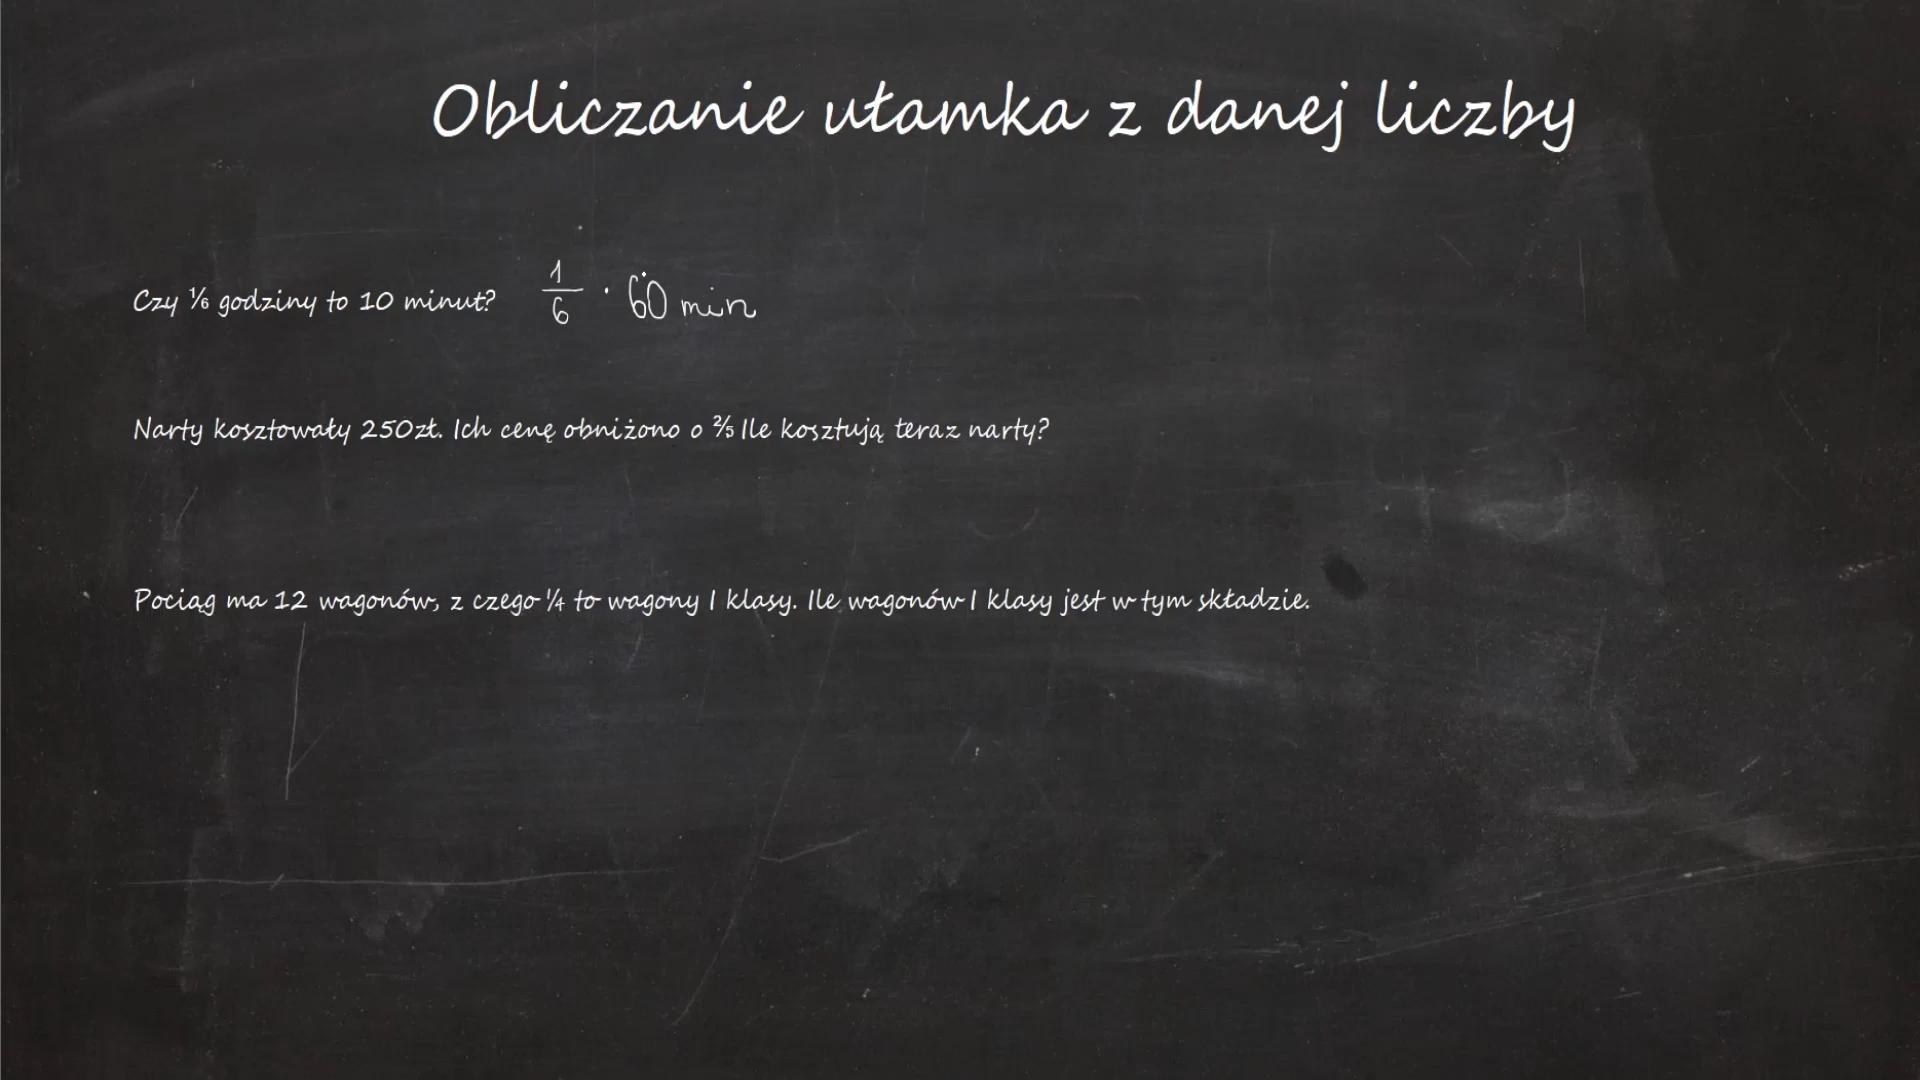 Obliczanie ułamka z danej liczby
Czy ⅙ godziny to 10 minut? 1/6 · 60 min
Narty kosztowały 250zł. Ich cenę obniżono o ⅖ Ile kosztują teraz narty?
Pociąg ma 12 wagonów, z czego ¼ to wagony I klasy. Ile wagonów I klasy jest w tym składzie.